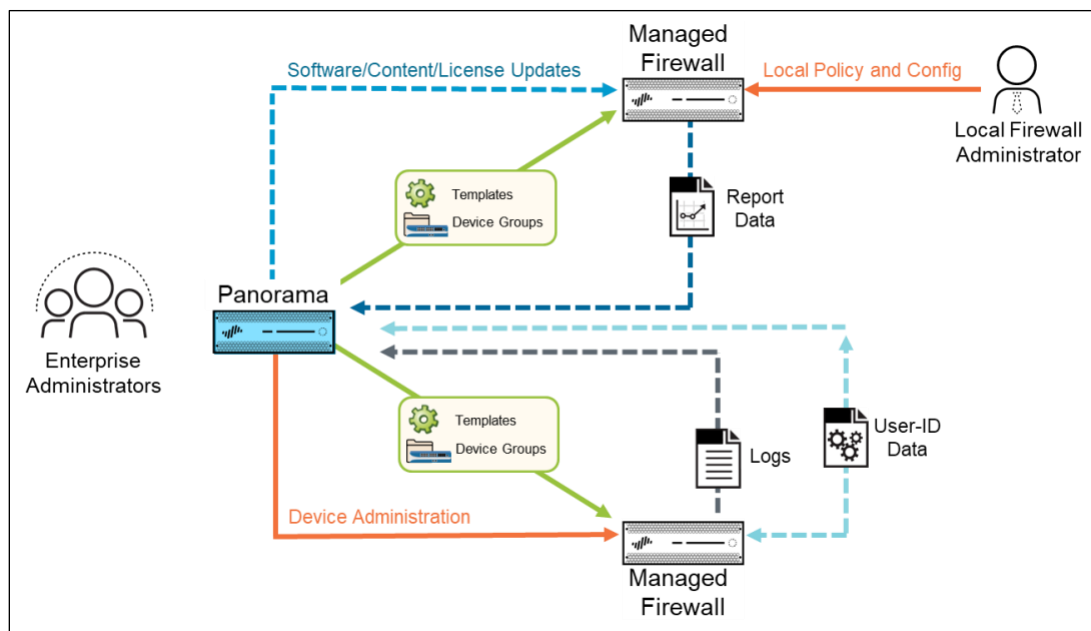 Managed
Firewall
Software/Content/License Updates
Local Policy and Config
Local Firewall
Administrator
Templates
Device Groups
Report
Data
Panorama
Enterprise
Administrators
Templates
Device Groups
User-ID
Data
Logs
Device Administration
Managed
Firewall